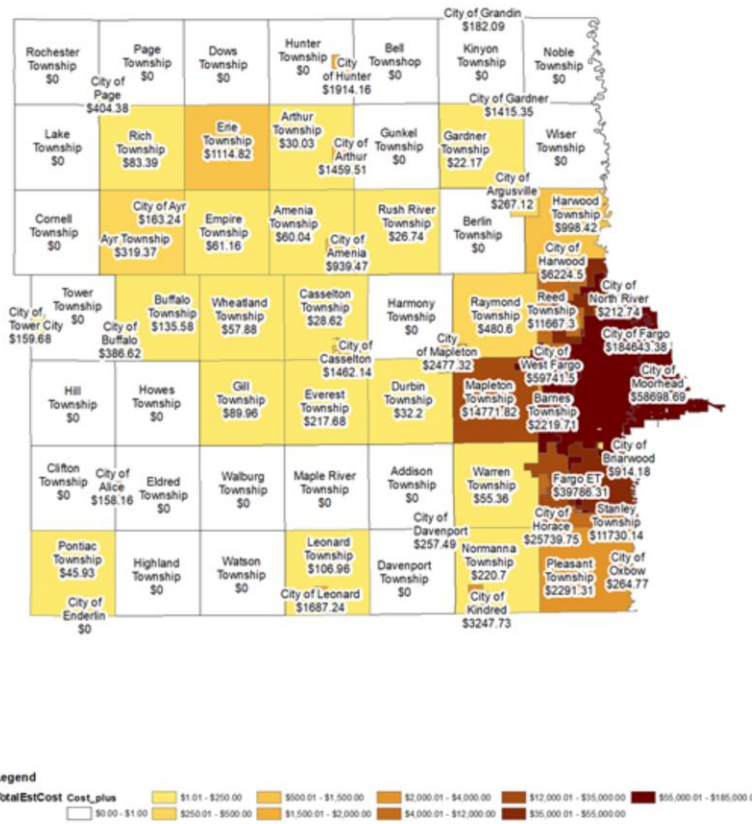 City of Grandin
$182.09
Rochester
Township
$0
Page
Township
$0
Dows
Township
$0
Hunter
Township
$0
City
of Hunter
$1914.16
Bell
Townshop
$0
Kinyon
Township
$0
Noble
Township
$0
City of
Page
$404.38
City of Gardner
$1415.35
Lake
Township
$0
Rich
Township
$83.39
Erie
Township
$1114.82
Arthur
Township
$30.03
City of
Arthur
$1459.51
Gunkel
Township
$0
Gardner
Township
$22.17
Wiser
Township
$0
City of
Argusville
$267.12
Cornell
Township
$0
City of Ayr
$163.24
Ayr Township
$319.37
Empire
Township
$61.16
Amenia
Township
$60.04
City of
Amenia
$939.47
Rush River
Township
$26.74
Berlin
Township
$0
Harwood
Township
$998.42
City of
Harwood
$6224.5
City of
Tower City
$159.68
Tower
Township
$0
City of
Buffalo
$386.62
Buffalo
Township
$135.58
Wheatland
Township
$57.88
Casselton
Township
$28.62
City of
Casselton
$1462.14
Harmony
Township
$0
City
of Mapleton
$2477.32
Raymond
Township
$480.6
Reed
Township
$11667.3
City of
North River
$212.74
City of Fargo
$184643.38
City of
West Fargo
$59741.5
City of
Moorhead
$58698.69
Hill
Township
$0
Howes
Township
$0
Gill
Township
$89.96
Everest
Township
$217.68
Durbin
Township
$32.2
Mapleton
Township
$14771.82
Barnes
Township
$2219.71
City of
Briarwood
$914.18
Clifton
Township
$0
City of
Alice
$158.16
Eldred
Township
$0
Walburg
Township
$0
Maple River
Township
$0
Addison
Township
$0
Warren
Township
$55.36
Fargo ET
$39786.31
City of
Horace
$25739.75
Stanley
Township
$11730.14
City of
Davenport
$257.49
Pontiac
Township
$45.93
Highland
Township
$0
Watson
Township
$0
Leonard
Township
$106.96
City of Leonard
$1687.24
Davenport
Township
$0
Normanna
Township
$220.7
Pleasant
Township
$2291.31
City of
Oxbow
$264.77
City of
Enderlin
$0
City of
Kindred
$3247.73
egend
TotalEstCost Cost_plus
$0.00 - $1.00
$1.01 - $250.00
$250.01 - $500.00
$500.01 - $1,500.00
$1,500.01 - $2,000.00
$2,000.01 - $4,000.00
$4,000.01 - $12,000.00
$12,000.01 - $35,000.00
$35,000.01 - $55,000.00
$55,000.01 - $185,000.0